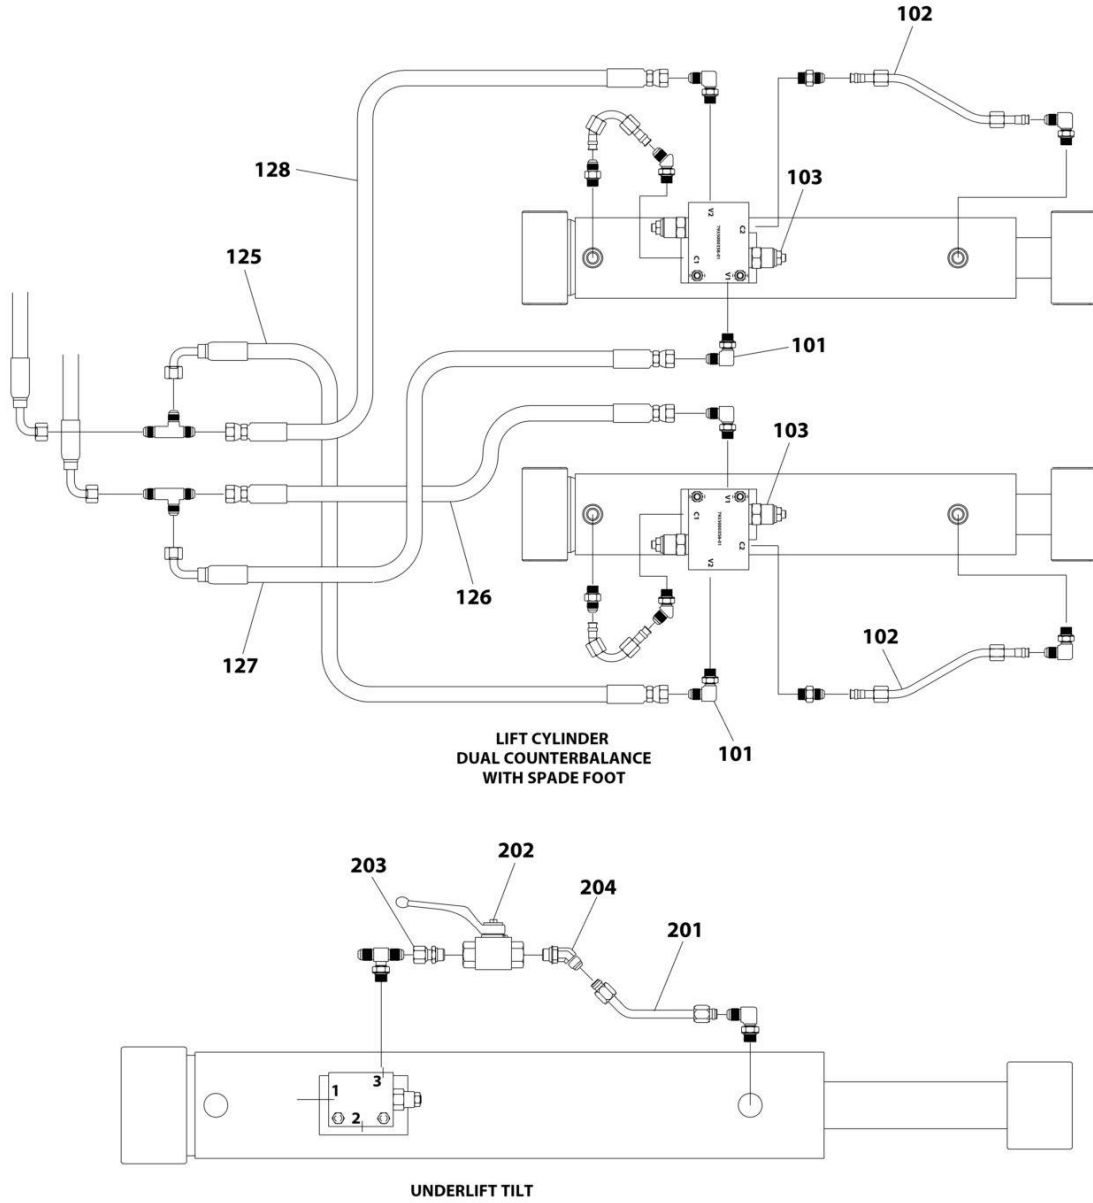 102
128
103
V2
C2
C1
V1
125
101
103
V1
C1
C2
V2
126
127
102
101
LIFT CYLINDER
DUAL COUNTERBALANCE
WITH SPADE FOOT
202
203
204
201
3
1
2
UNDERLIFT TILT